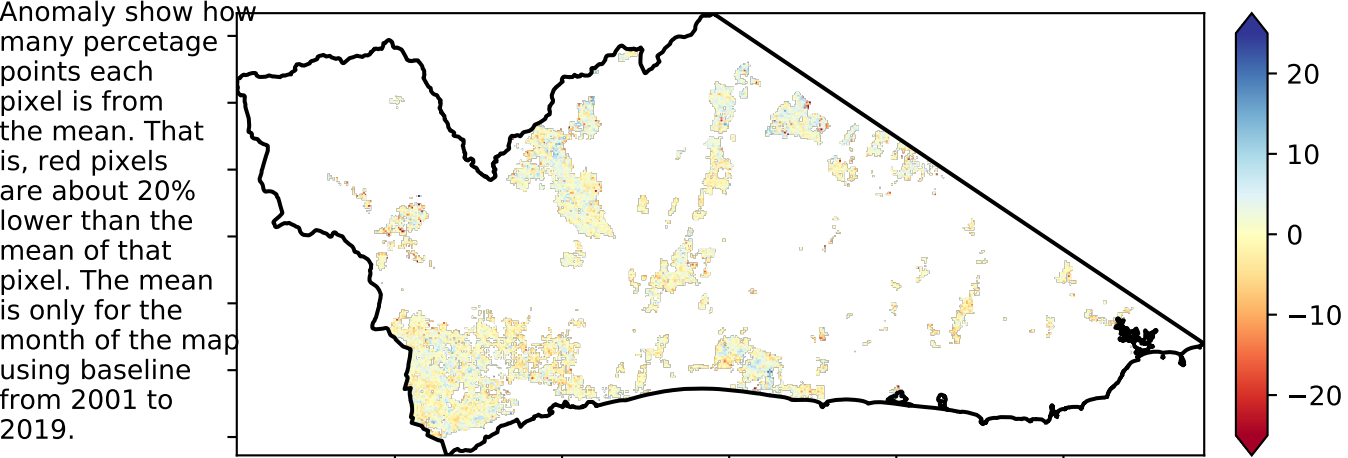 Anomaly show how
many percetage
points each
pixel is from
the mean. That
is, red pixels
are about 20%
lower than the
mean of that
pixel. The mean
is only for the
month of the map
using baseline
from 2001 to
2019.
20
10
0
−10
−20